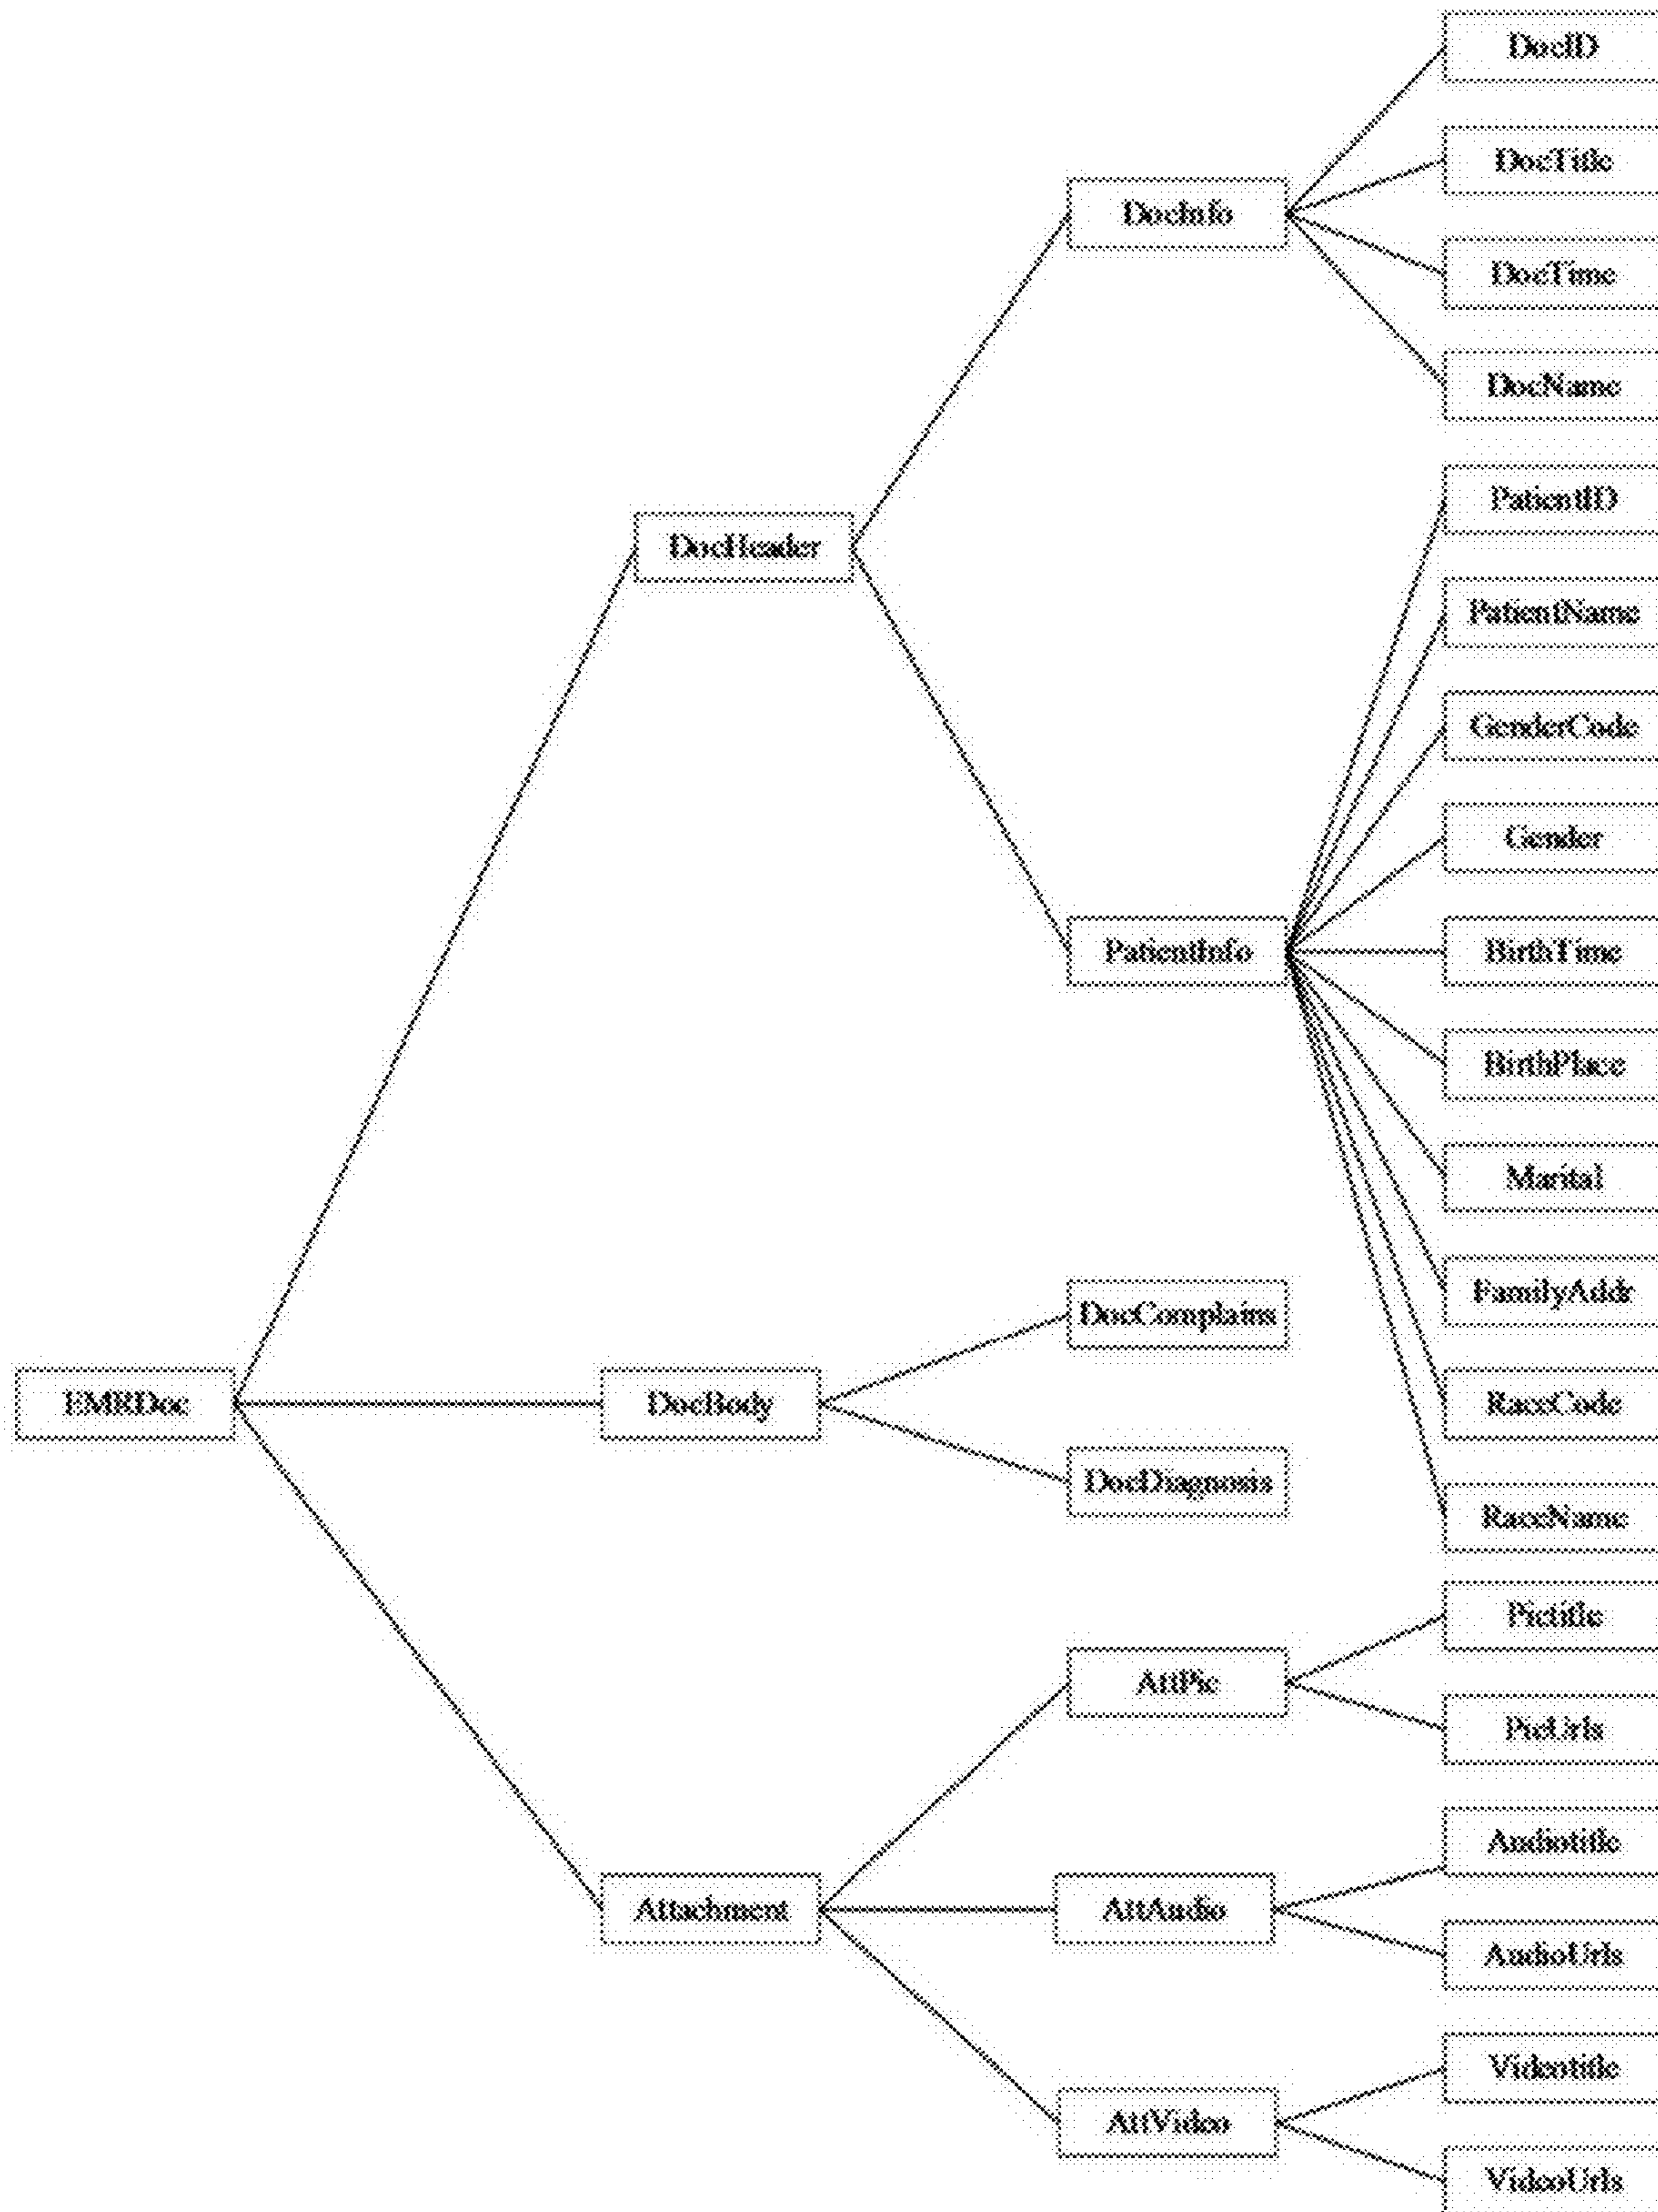 DocID
DocTitle
DocInfo
DocTime
DocName
PatientID
DocHeader
PatientName
GenderCode
Gender
PatientInfo
BirthTime
BirthPlace
Marital
FamilyAddr
DocComplains
EMRDoc
DocBody
RaceCode
DocDiagnosis
RaceName
Pictitle
AttPic
PicUrls
Audiotitle
Attachment
AttAudio
AudioUrls
Videotitle
AttVideo
VideoUrls